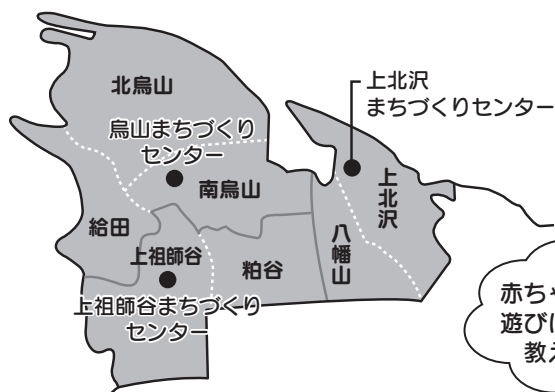 北烏山
烏山まちづくり
センター
南烏山
給田
上祖師谷
上祖師谷まちづくり
センター
粕谷
八幡山
上北沢
上北沢
まちづくりセンター
赤ちゃ
遊びに
教え